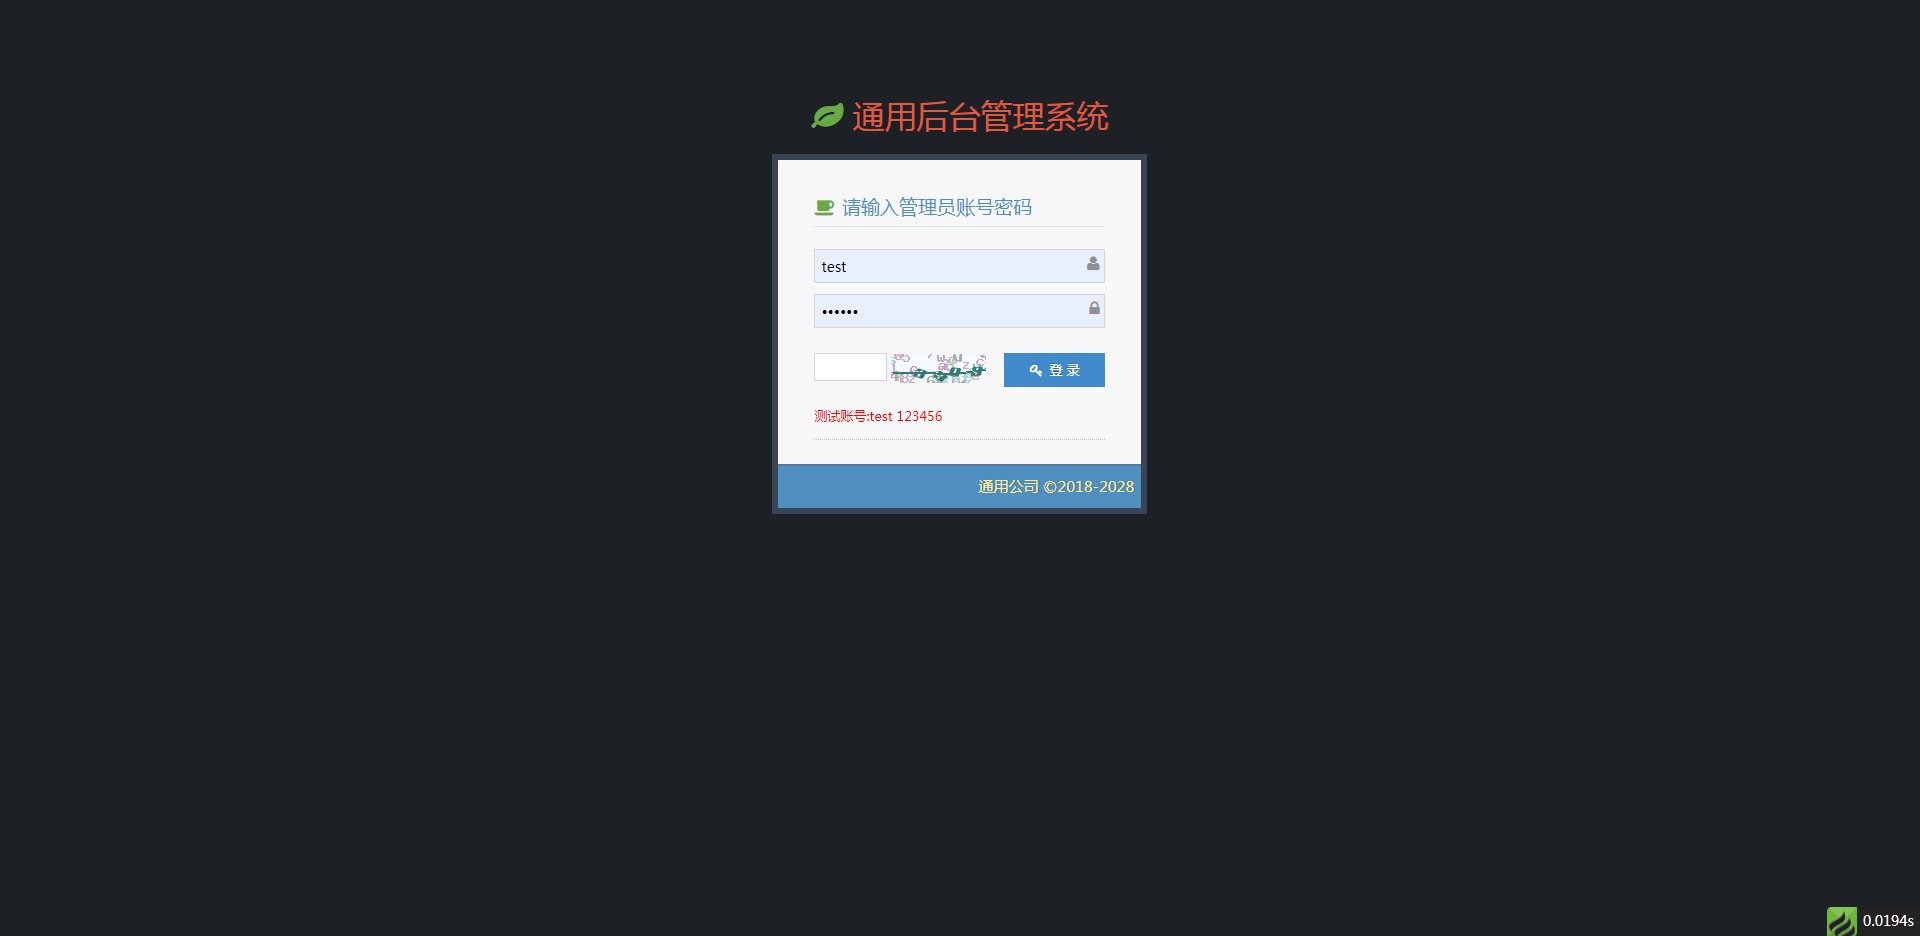 通用后台管理系统
请输入管理员账号密码
test
••••••
登 录
测试账号:test 123456
通用公司 ©2018-2028
0.0194s